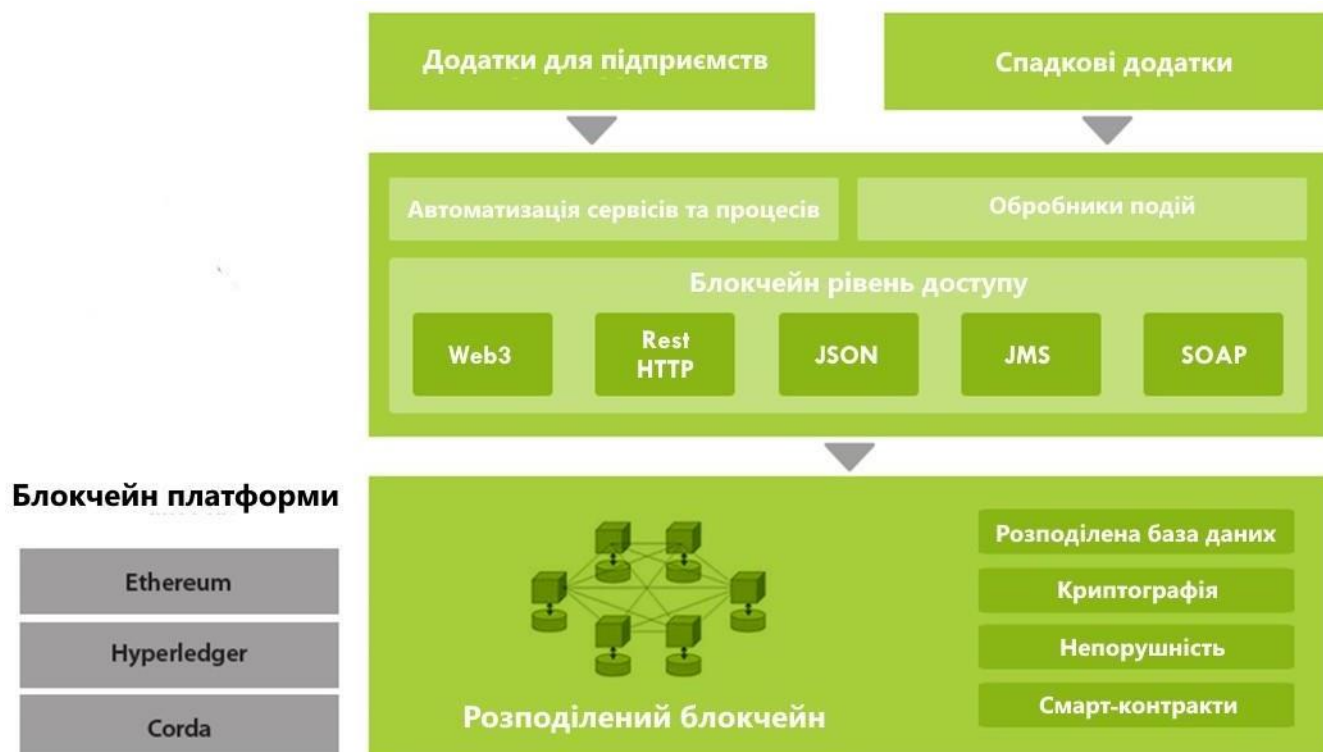 Додатки для підприємств
Спадкові додатки
Автоматизація сервісів та процесів
Обробники подій
Блокчейн рівень доступу
Web3
Rest
HTTP
JSON
JMS
SOAP
Блокчейн платформи
Ethereum
Hyperledger
Corda
Розподілений блокчейн
Розподілена база даних
Криптографія
Непорушність
Смарт-контракти